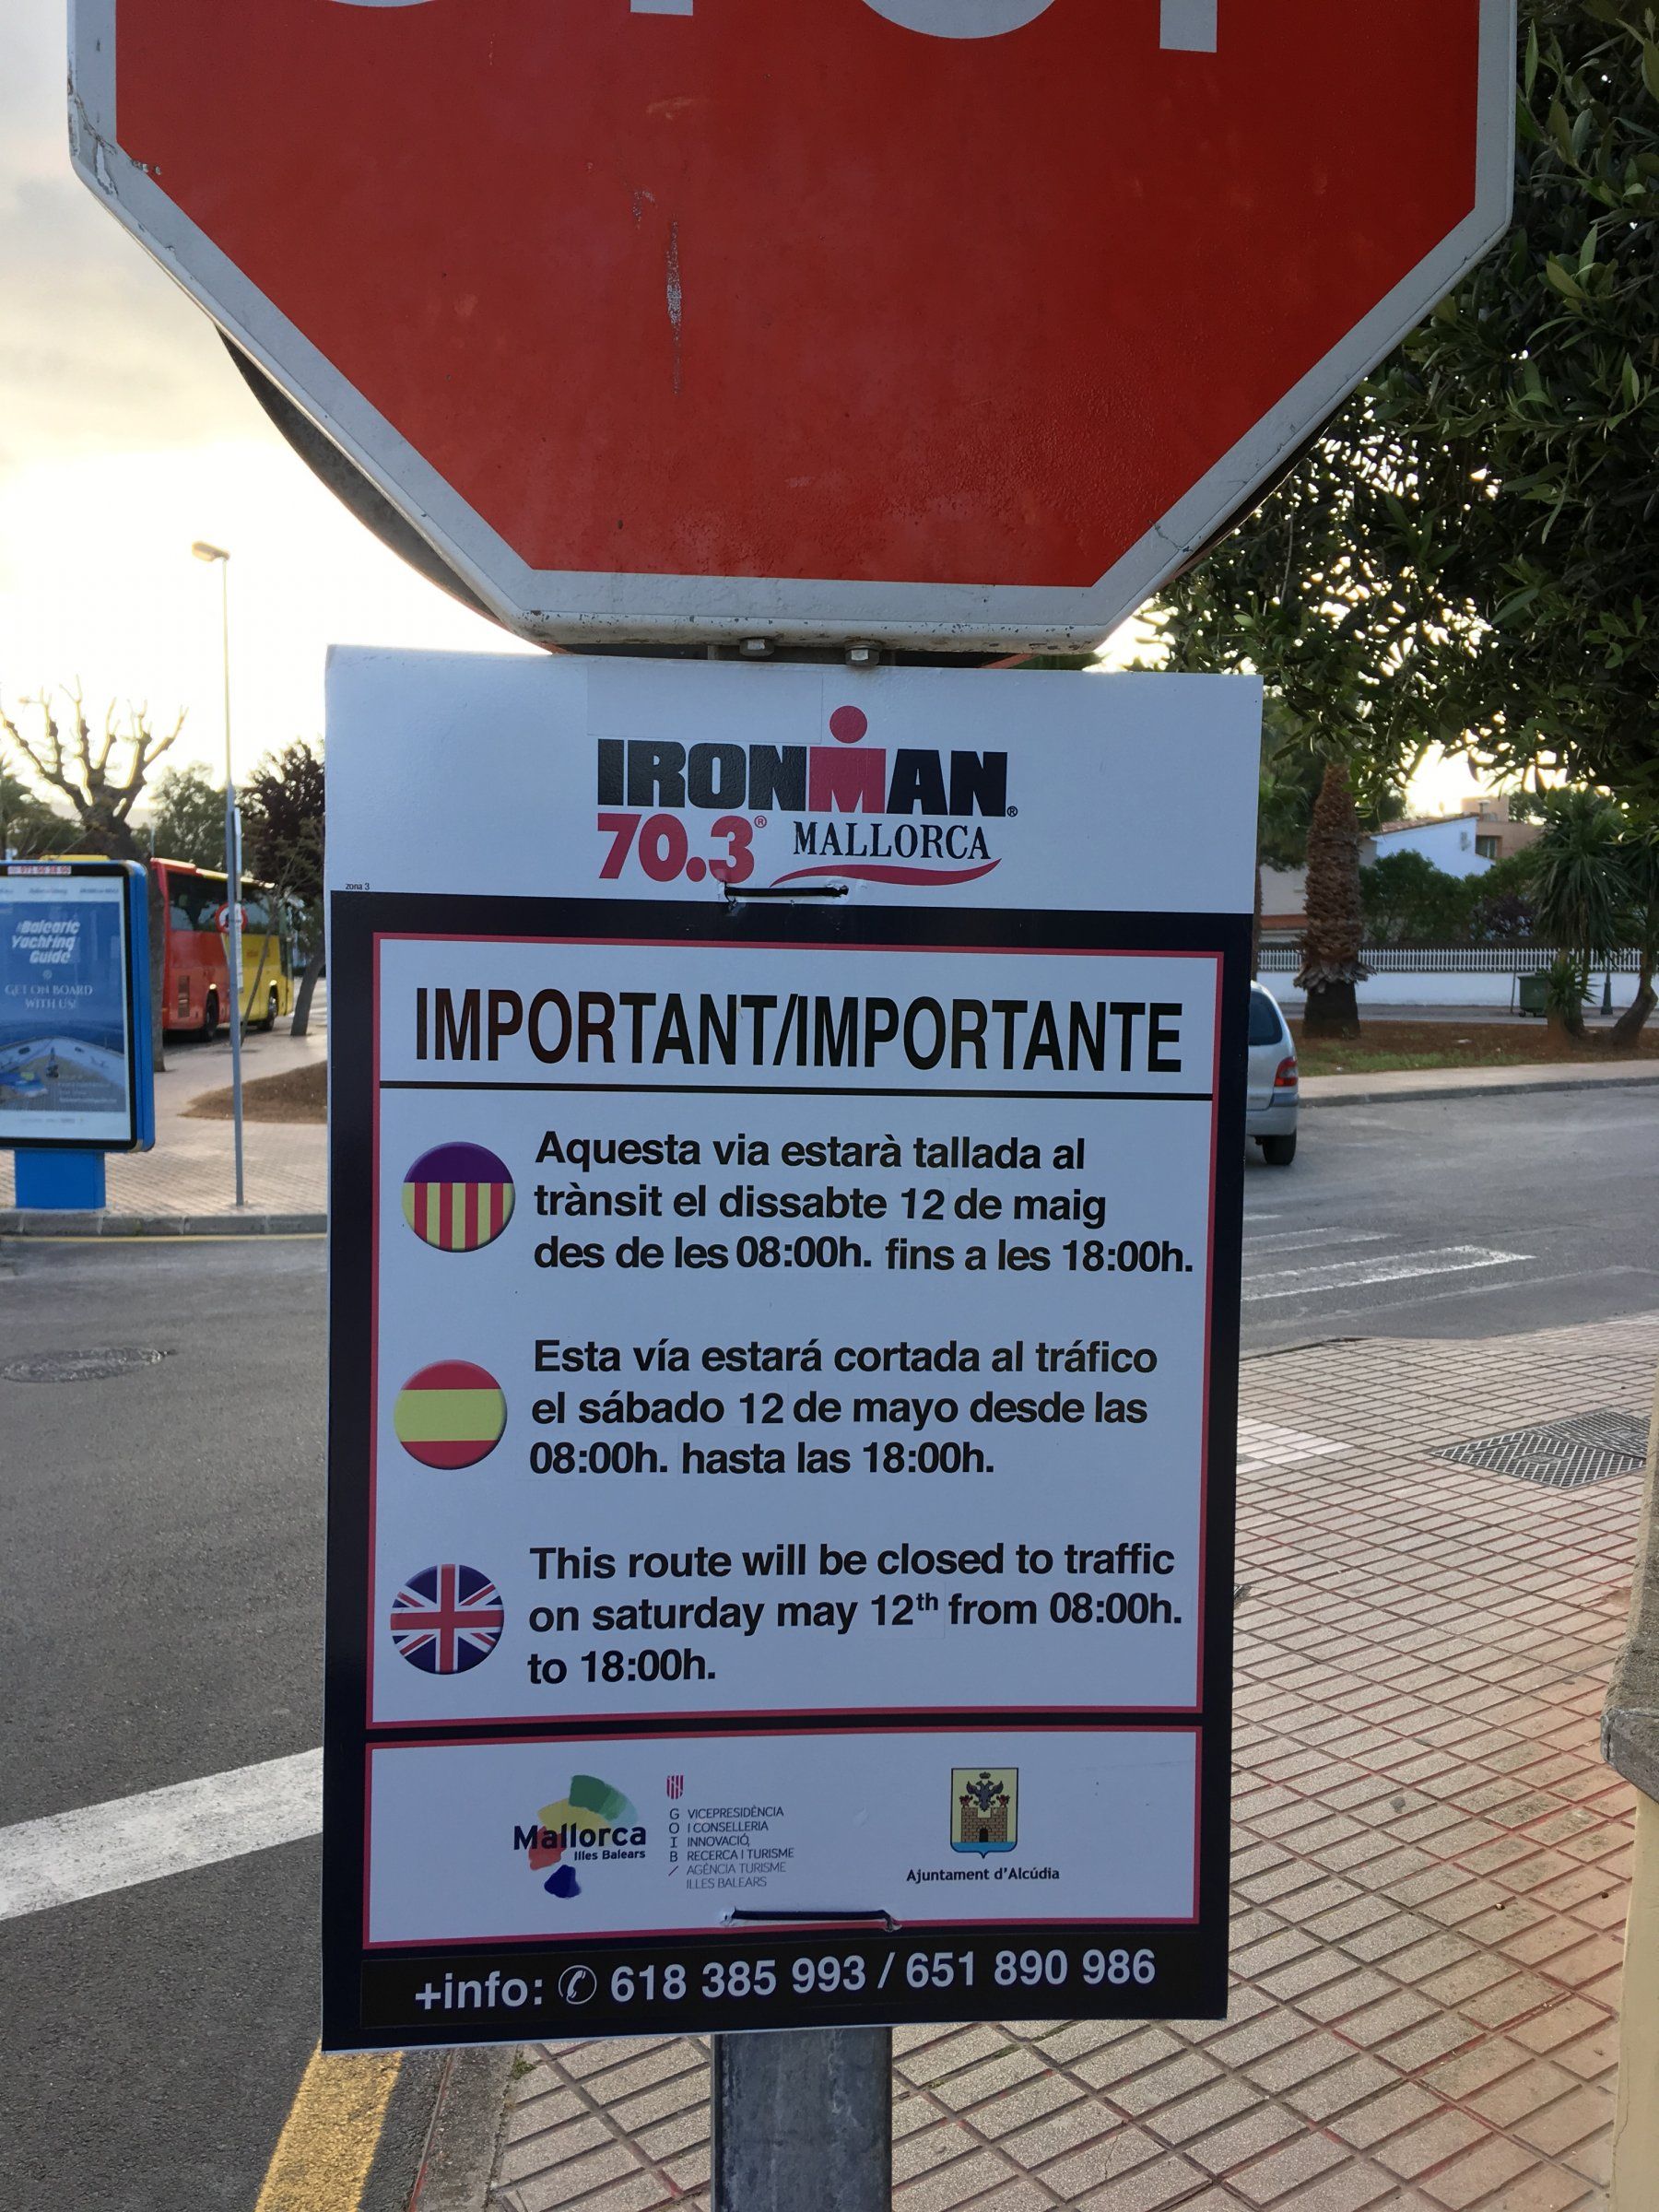 IRONMAN®
70.3® MALLORCA
zona 3
IMPORTANT/IMPORTANTE
Aquesta via estarà tallada al
trànsit el dissabte 12 de maig
des de les 08:00h. fins a les 18:00h.
Esta vía estará cortada al tráfico
el sábado 12 de mayo desde las
08:00h. hasta las 18:00h.
This route will be closed to traffic
on saturday may 12th from 08:00h.
to 18:00h.
Mallorca
Illes Balears
G VICEPRESIDÈNCIA
O I CONSELLERIA
I INNOVACIÓ,
B RECERCA I TURISME
/ AGÈNCIA TURISME
ILLES BALEARS
Ajuntament d'Alcúdia
+info: ✆ 618 385 993 / 651 890 986
Balearic
Yachting
Guide
GET ON BOARD
WITH US!